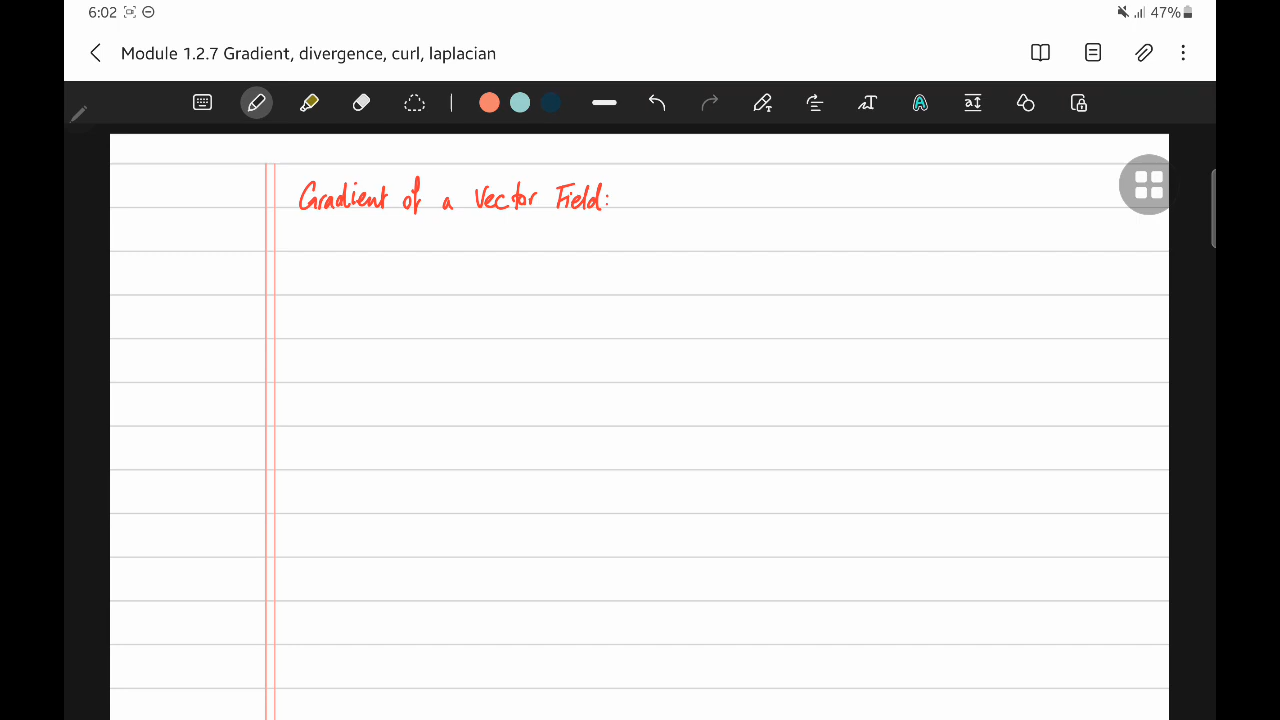 6:02 47%
Module 1.2.7 Gradient, divergence, curl, laplacian
Gradient of a Vector Field: